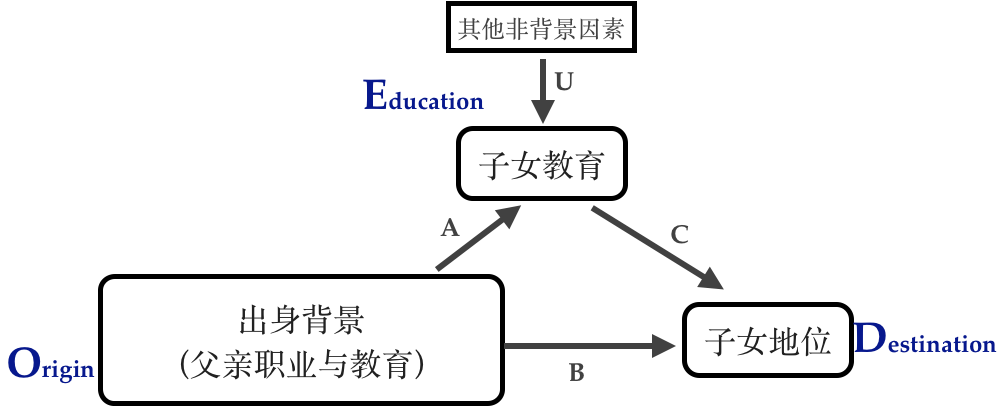 其他非背景因素
U
Education
子女教育
A
C
出身背景
(父亲职业与教育)
Origin
B
子女地位
Destination